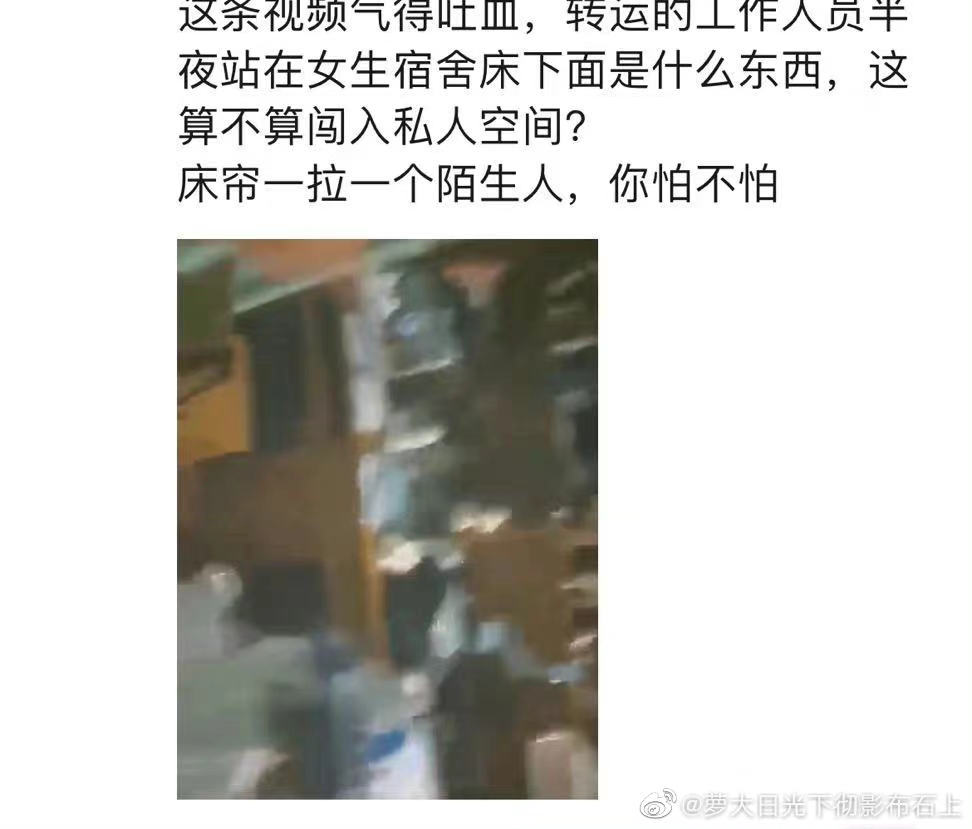 这条视频气得吐血，转运的工作人员半
夜站在女生宿舍床下面是什么东西，这
算不算闯入私人空间?
床帘一拉一个陌生人，你怕不怕
@萝大日光下彻影布石上